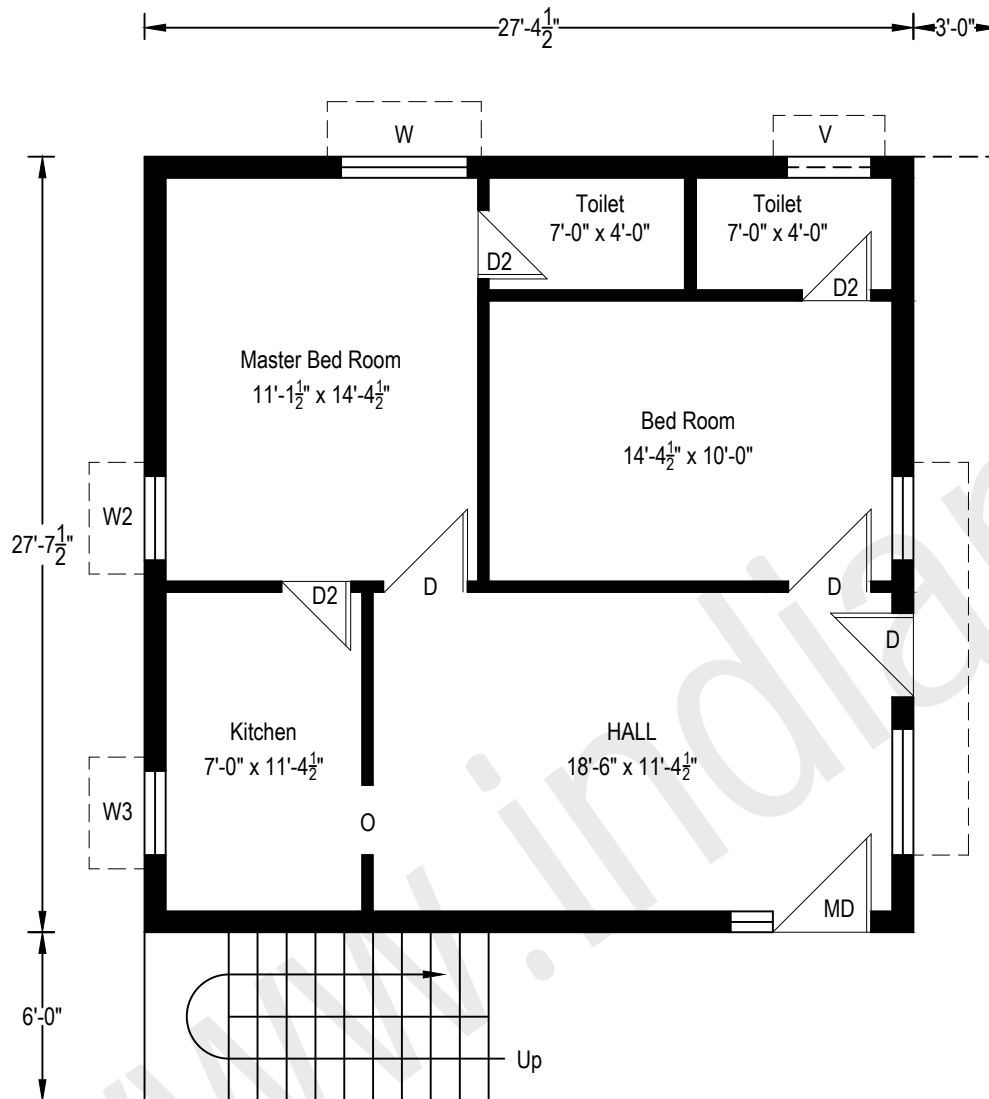 27'-4½"
3'-0"
W
V
Toilet
7'-0" x 4'-0"
Toilet
7'-0" x 4'-0"
D2
D2
Master Bed Room
11'-1½" x 14'-4½"
Bed Room
14'-4½" x 10'-0"
W2
27'-7½"
D2
D
D
D
Kitchen
7'-0" x 11'-4½"
HALL
18'-6" x 11'-4½"
W3
O
MD
6'-0"
Up
www.indian